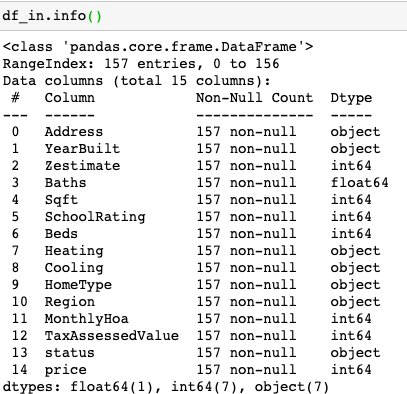 df_in.info()
<class 'pandas.core.frame.DataFrame'>
RangeIndex: 157 entries, 0 to 156
Data columns (total 15 columns):
 #   Column            Non-Null Count  Dtype
---  ------            --------------  -----
 0   Address           157 non-null    object
 1   YearBuilt         157 non-null    object
 2   Zestimate         157 non-null    int64
 3   Baths             157 non-null    float64
 4   Sqft              157 non-null    int64
 5   SchoolRating      157 non-null    int64
 6   Beds              157 non-null    int64
 7   Heating           157 non-null    object
 8   Cooling           157 non-null    object
 9   HomeType          157 non-null    object
 10  Region            157 non-null    object
 11  MonthlyHoa        157 non-null    int64
 12  TaxAssessedValue  157 non-null    int64
 13  status            157 non-null    object
 14  price             157 non-null    int64
dtypes: float64(1), int64(7), object(7)